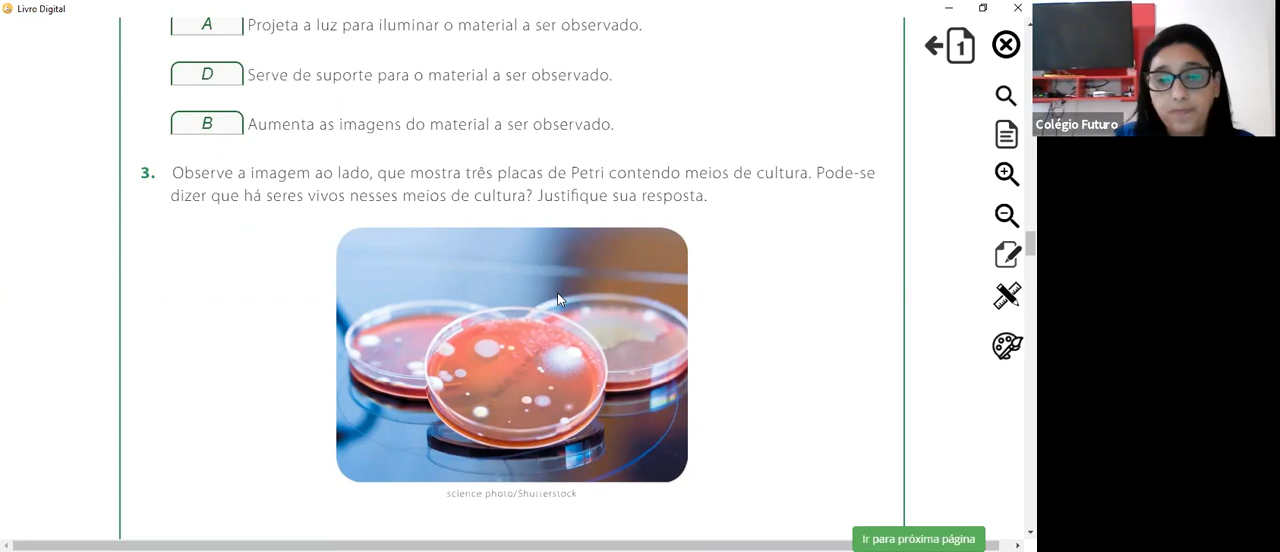 Livro Digital
A Projeta a luz para iluminar o material a ser observado.
D Serve de suporte para o material a ser observado.
B Aumenta as imagens do material a ser observado.
3. Observe a imagem ao lado, que mostra três placas de Petri contendo meios de cultura. Pode-se
dizer que há seres vivos nesses meios de cultura? Justifique sua resposta.
science photo/Shutterstock
Ir para próxima página
1
Colégio Futuro